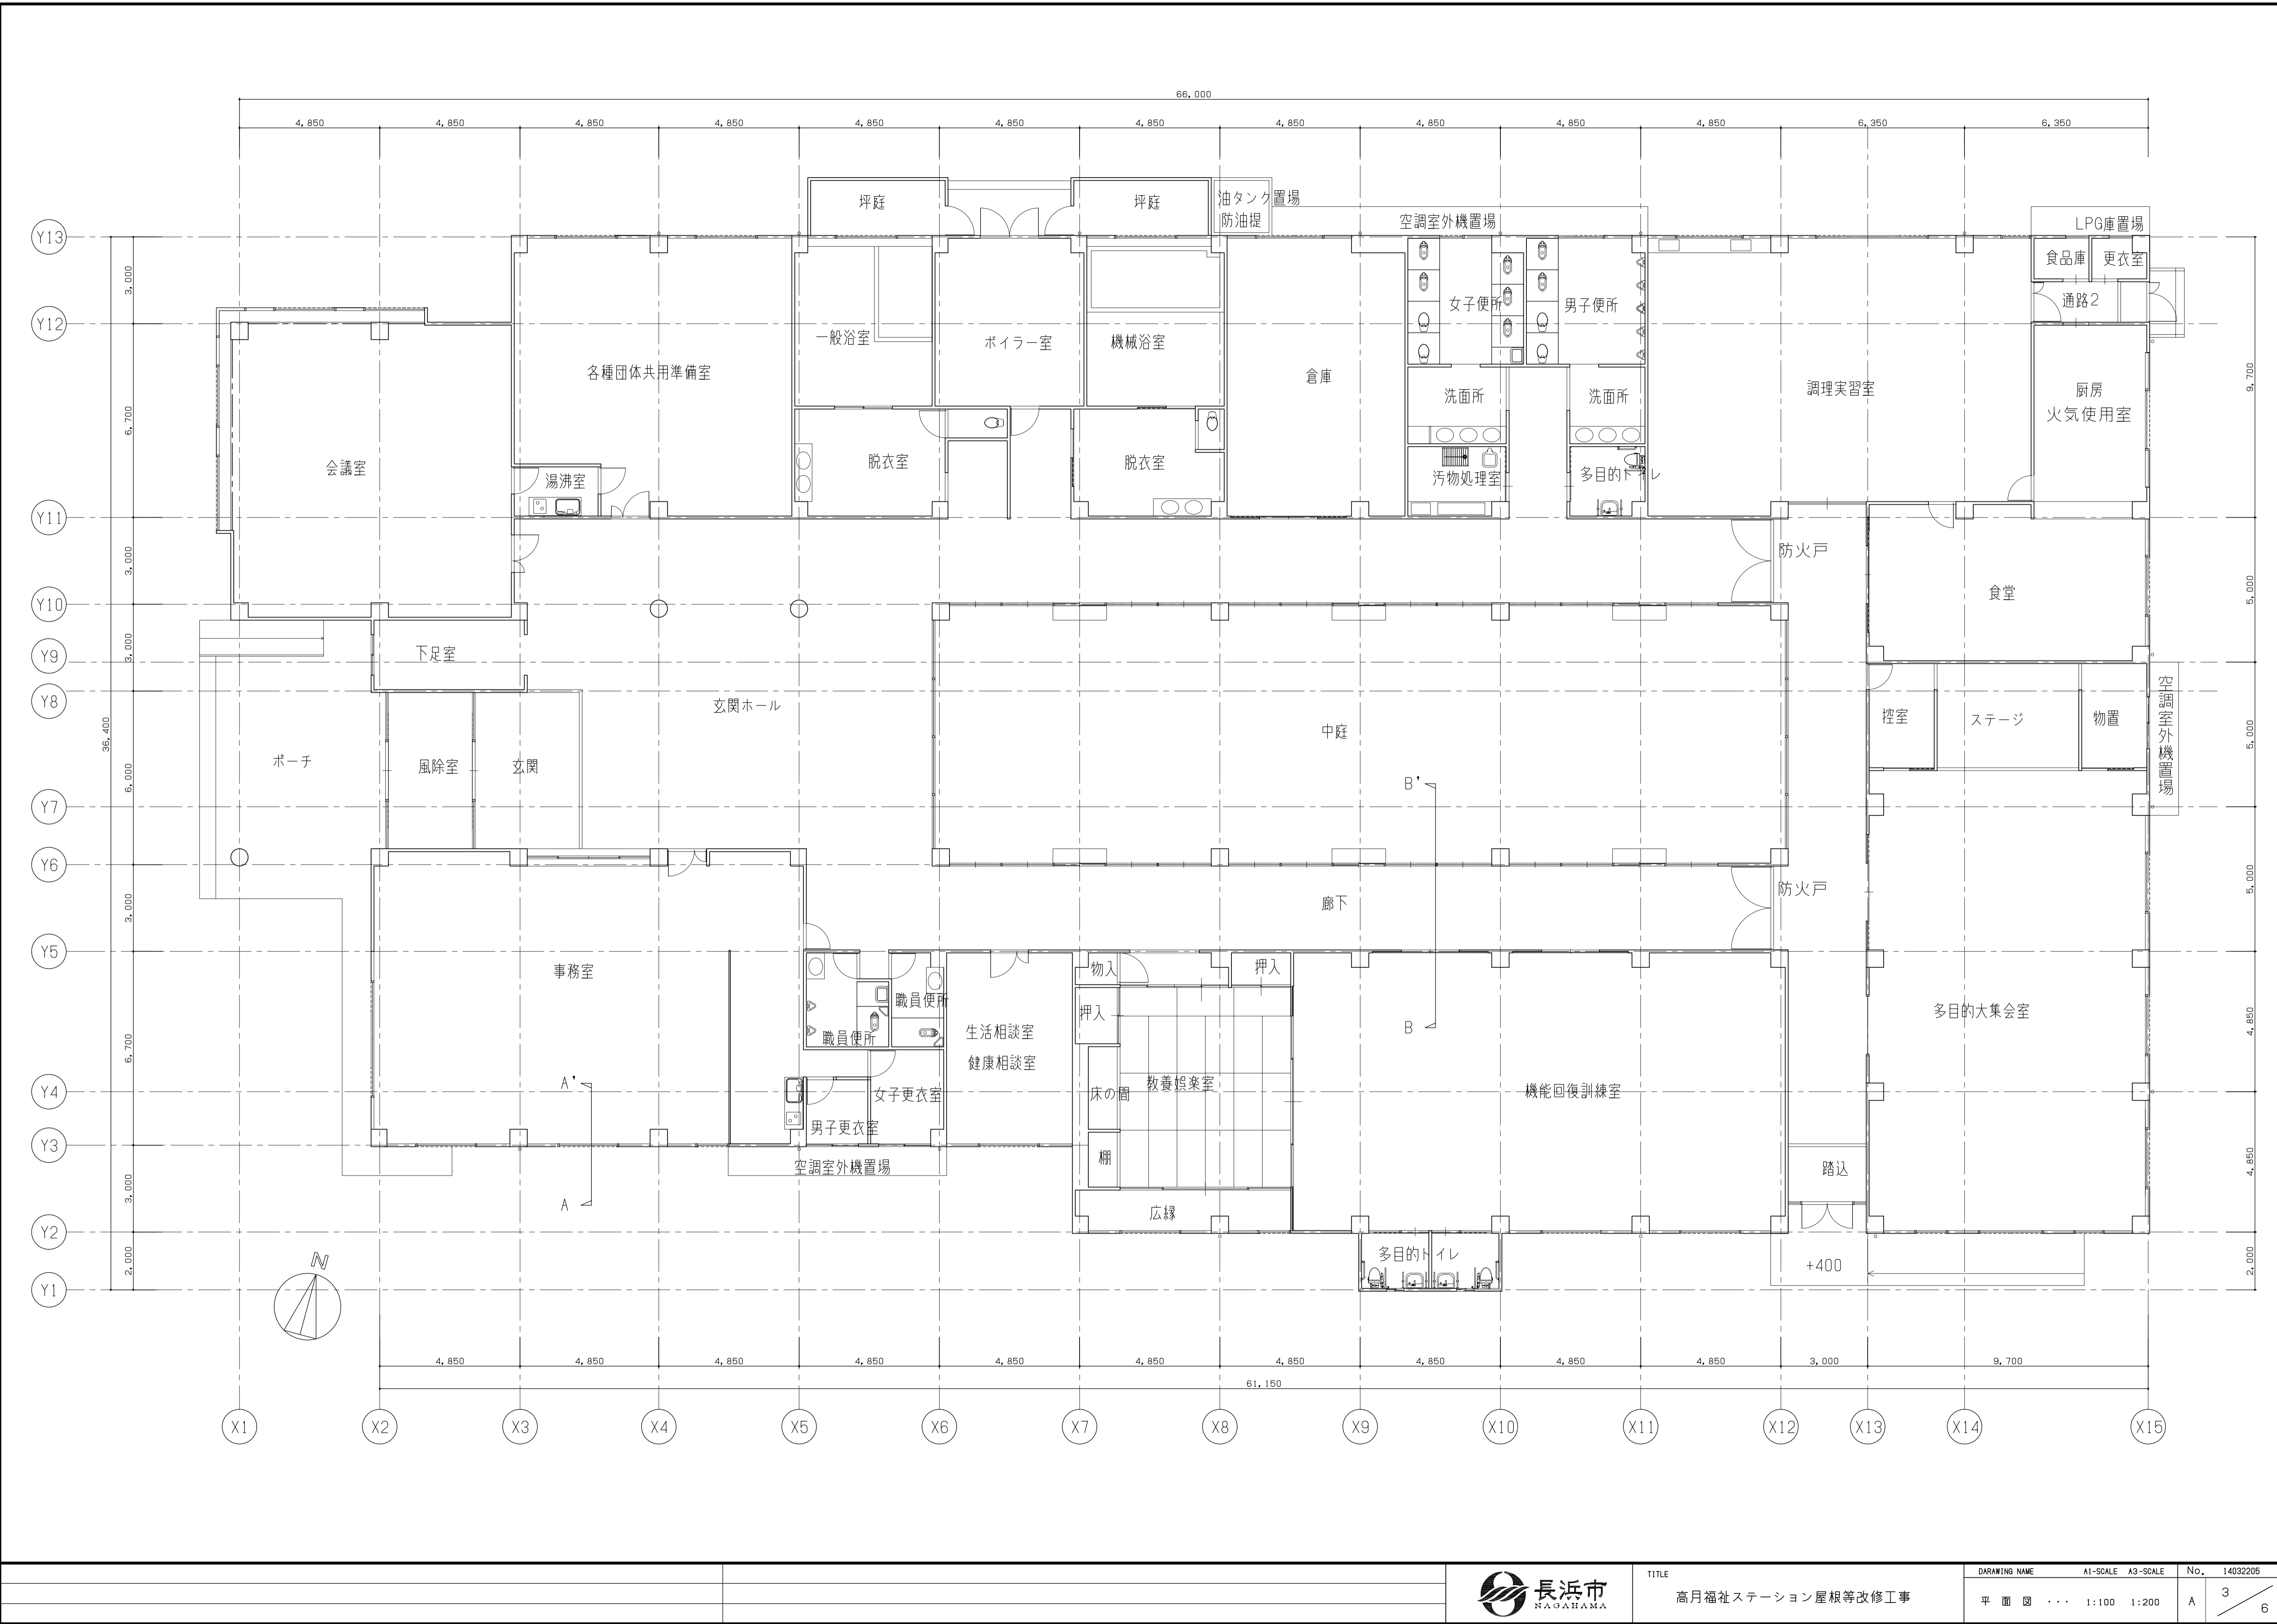 66,000
4,850 4,850 4,850 4,850 4,850 4,850 4,850 4,850 4,850 4,850 4,850 6,350 6,350
坪庭
坪庭
油タンク置場
防油提
空調室外機置場
LPG庫置場
Y13
食品庫
更衣室
3,000
通路2
Y12
女子便所
男子便所
一般浴室
ボイラー室
機械浴室
各種団体共用準備室
倉庫
調理実習室
厨房
火気使用室
9,700
6,700
洗面所
洗面所
会議室
湯沸室
脱衣室
脱衣室
汚物処理室
多目的トイレ
Y11
3,000
防火戸
食堂
5,000
Y10
3,000
下足室
Y9
Y8
玄関ホール
中庭
控室
ステージ
物置
空調室外機置場
5,000
36,400
ポーチ
風除室
玄関
6,000
B'
Y7
Y6
防火戸
5,000
3,000
廊下
Y5
事務室
物入
押入
職員便所
押入
職員便所
生活相談室
健康相談室
B
多目的大集会室
4,850
6,700
A'
Y4
女子更衣室
床の間
教養娯楽室
機能回復訓練室
男子更衣室
Y3
空調室外機置場
棚
踏込
4,850
3,000
A
広縁
Y2
N
多目的トイレ
+400
2,000
2,000
Y1
4,850 4,850 4,850 4,850 4,850 4,850 4,850 4,850 4,850 4,850 3,000 9,700
61,150
X1 X2 X3 X4 X5 X6 X7 X8 X9 X10 X11 X12 X13 X14 X15
長浜市
NAGAHAMA
TITLE
高月福祉ステーション屋根等改修工事
DARAWING NAME A1-SCALE A3-SCALE
平面図 ・・・ 1:100 1:200
No. 14032205
A 3/6